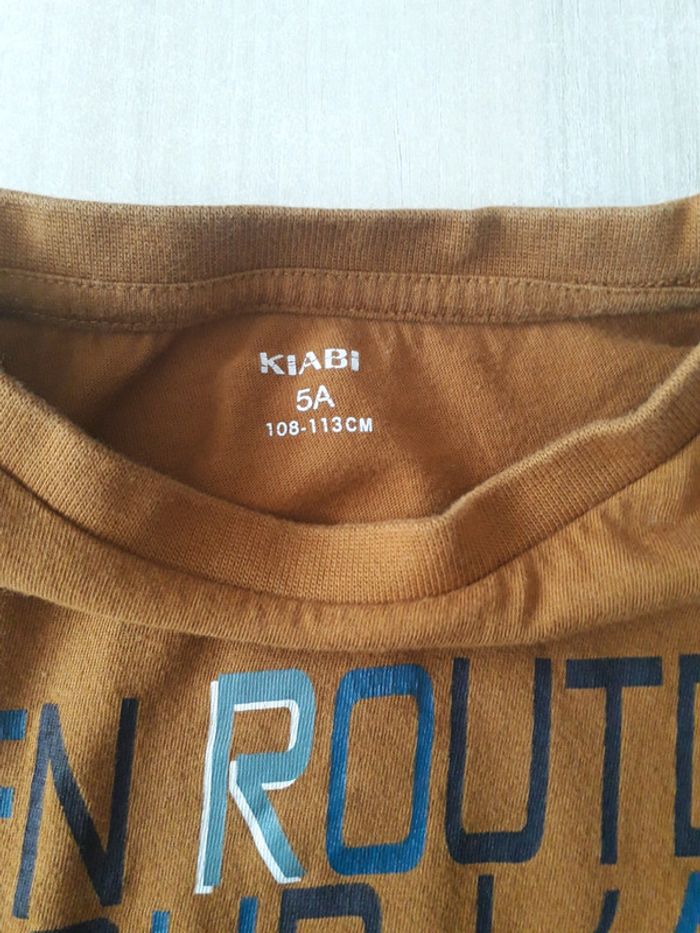 KIABI
5A
108-113CM
EN ROUTE